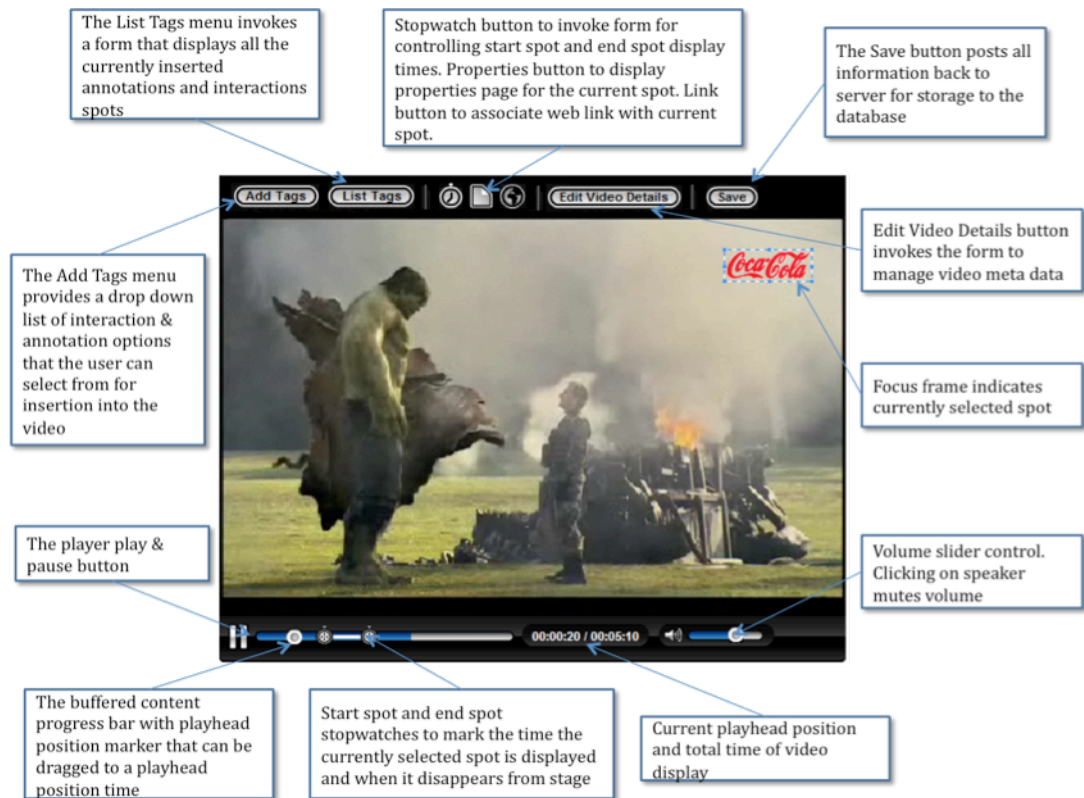 The List Tags menu invokes
a form that displays all the
currently inserted
annotations and interactions
spots
Stopwatch button to invoke form for
controlling start spot and end spot display
times. Properties button to display
properties page for the current spot. Link
button to associate web link with current
spot.
The Save button posts all
information back to
server for storage to the
database
Add Tags
List Tags
Edit Video Details
Save
Coca-Cola
The Add Tags menu
provides a drop down
list of interaction &
annotation options
that the user can
select from for
insertion into the
video
Edit Video Details button
invokes the form to
manage video meta data
Focus frame indicates
currently selected spot
The player play &
pause button
Volume slider control.
Clicking on speaker
mutes volume
00:00:20 / 00:05:10
The buffered content
progress bar with playhead
position marker that can be
dragged to a playhead
position time
Start spot and end spot
stopwatches to mark the time the
currently selected spot is displayed
and when it disappears from stage
Current playhead position
and total time of video
display